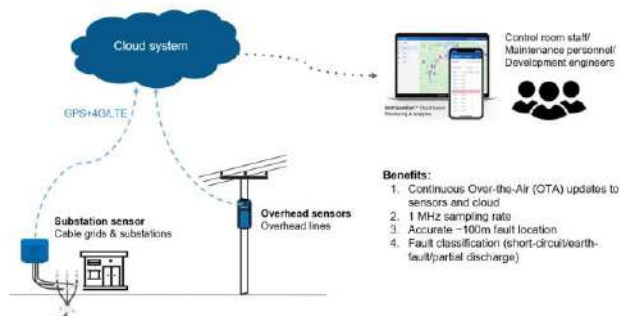 Cloud system
GPS+4G/LTE
Control room staff/
Maintenance personnel/
Development engineers
Monitoring & Analysis
Substation sensor
Cable grids & substations
Overhead sensors
Overhead lines
Benefits:
1. Continuous Over-the-Air (OTA) updates to
sensors and cloud
2. 1 MHz sampling rate
3. Accurate ~100m fault location
4. Fault classification (short-circuit/earth-
fault/partial discharge)